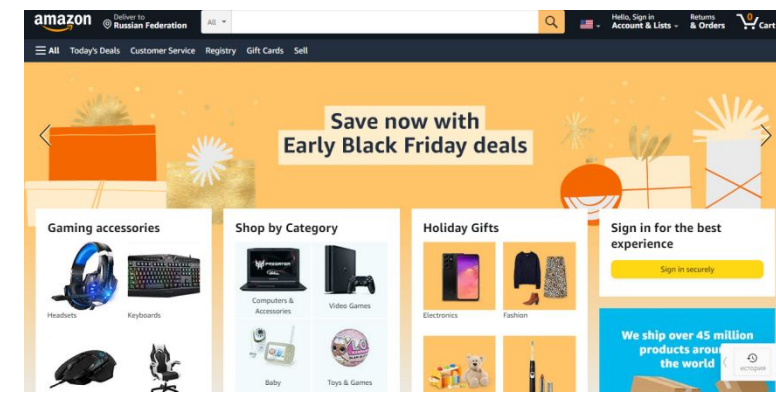 amazon
Deliver to
Russian Federation
All
Hello, Sign in
Account & Lists
Returns
& Orders
0
Cart
All
Today's Deals
Customer Service
Registry
Gift Cards
Sell
Save now with
Early Black Friday deals
Gaming accessories
Headsets
Keyboards
Shop by Category
PREDATOR
Computers &
Accessories
Video Games
Baby
Toys & Games
Holiday Gifts
Electronics
Fashion
Sign in for the best
experience
Sign in securely
We ship over 45 million
products
the world
история